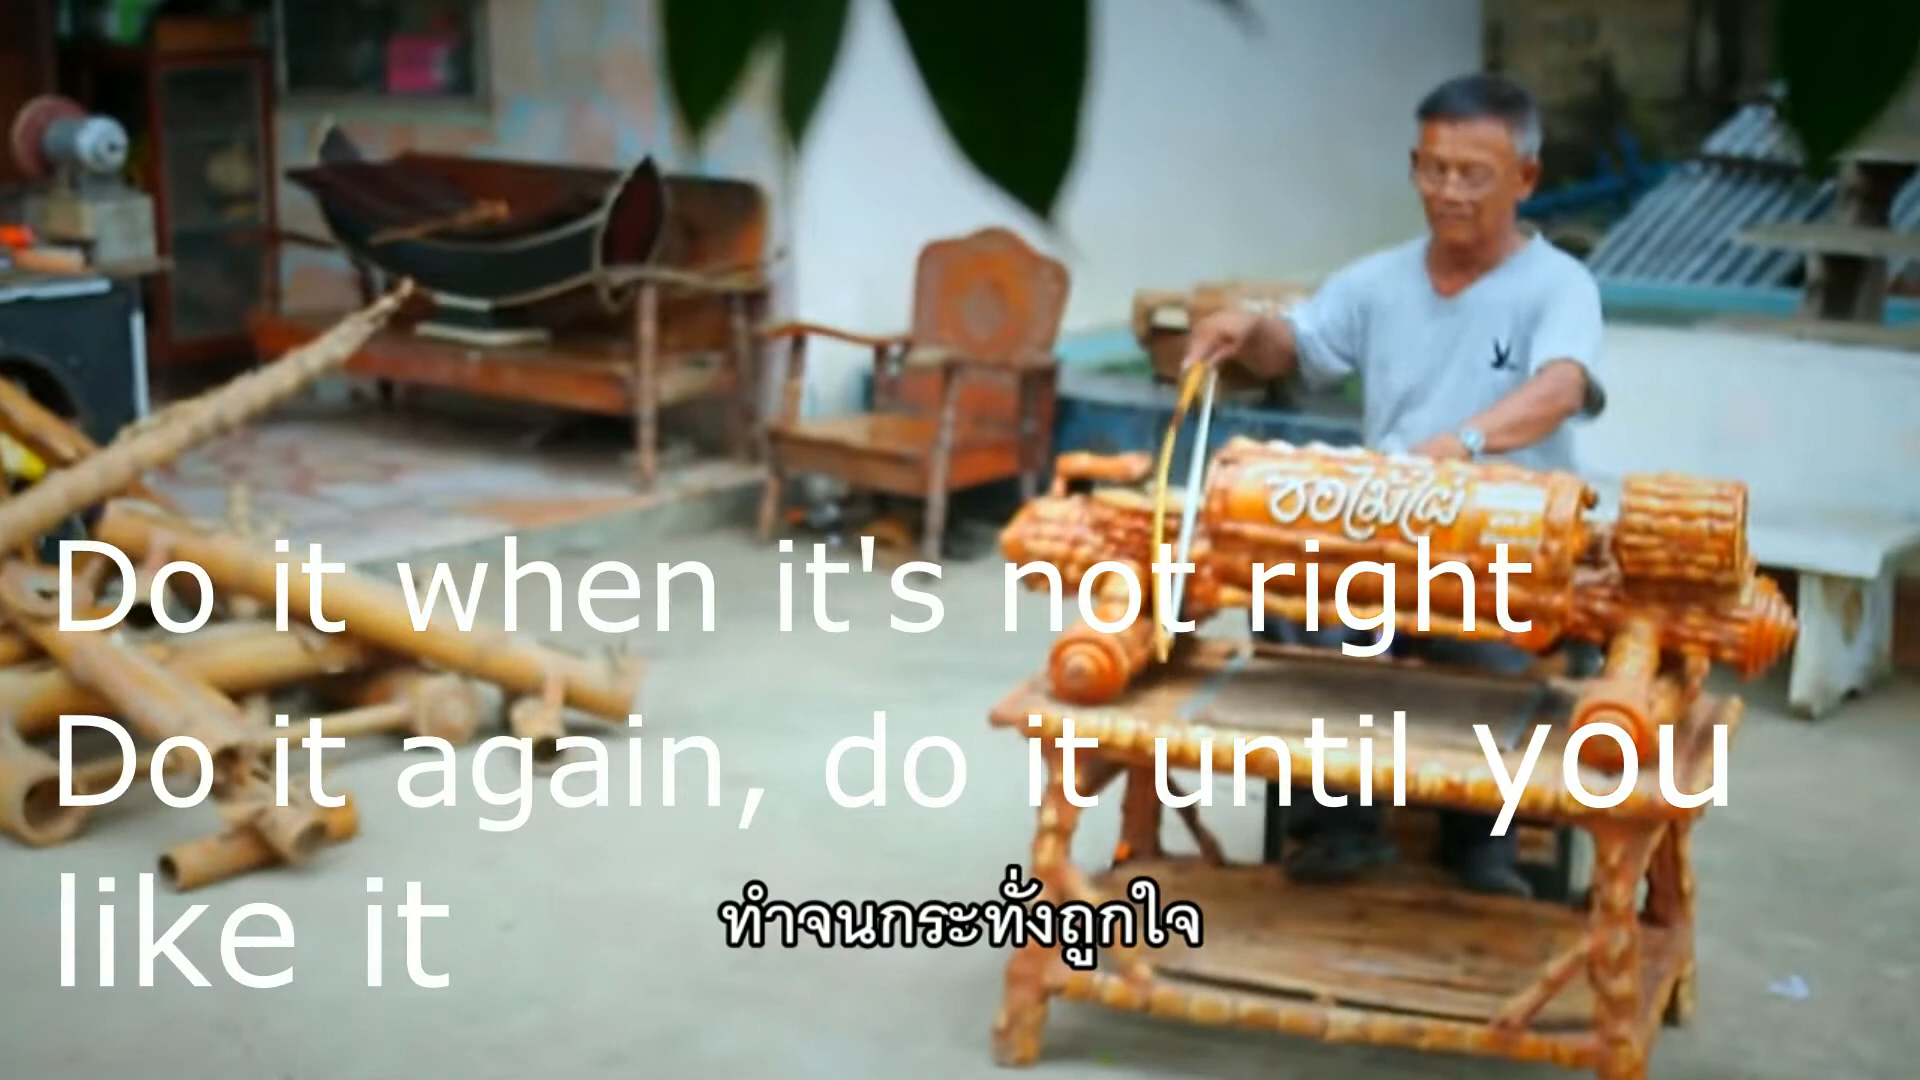 ซอไม้ไผ่
Do it when it's not right
Do it again, do it until you
like it
ทำจนกระทั่งถูกใจ